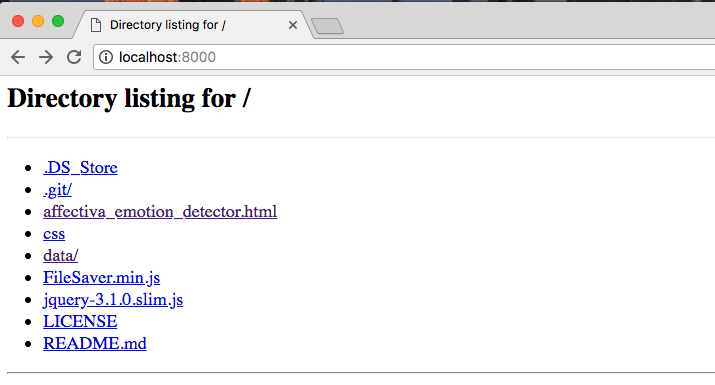 Directory listing for /
localhost:8000
Directory listing for /
.DS_Store
.git/
affectiva_emotion_detector.html
css
data/
FileSaver.min.js
jquery-3.1.0.slim.js
LICENSE
README.md